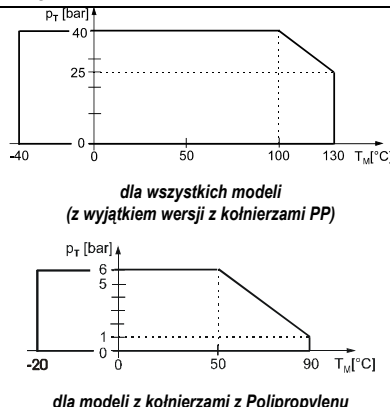 p_T [bar]
40
25
0
-40 0 50 100 130 T_M[°C]
dla wszystkich modeli
(z wyjątkiem wersji z kołnierzami PP)
p_T [bar]
6
5
1
0
-20 0 50 90 T_M[°C]
dla modeli z kołnierzami z Polipropylenu